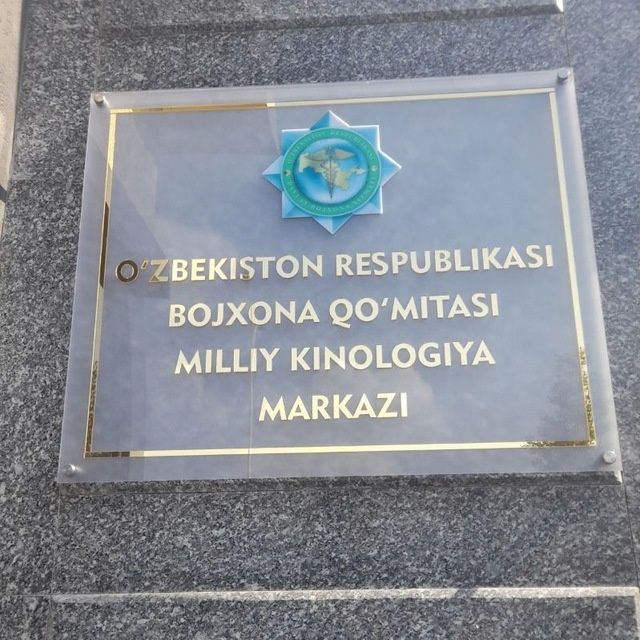 O‘ZBEKISTON RESPUBLIKASI
BOJXONA QO‘MITASI
MILLIY KINOLOGIYA
MARKAZI